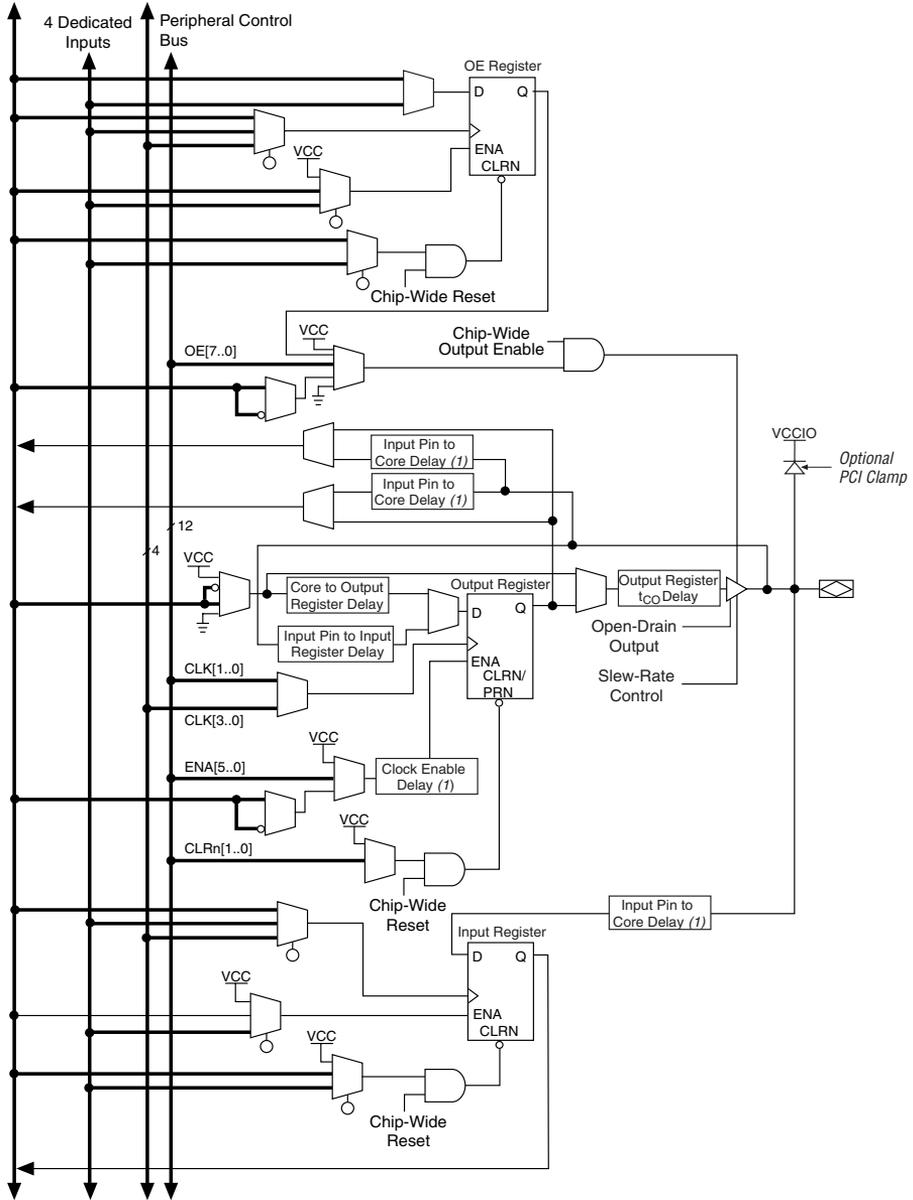 4 Dedicated
Inputs
Peripheral Control
Bus
OE Register
D Q
ENA
CLRN
VCC
Chip-Wide Reset
VCC
OE[7..0]
Chip-Wide
Output Enable
Input Pin to
Core Delay (1)
Input Pin to
Core Delay (1)
VCCIO
Optional
PCI Clamp
12
4
VCC
Core to Output
Register Delay
Input Pin to Input
Register Delay
Output Register
D Q
ENA
CLRN/
PRN
Output Register
tCO Delay
Open-Drain
Output
Slew-Rate
Control
CLK[1..0]
CLK[3..0]
VCC
ENA[5..0]
Clock Enable
Delay (1)
VCC
CLRn[1..0]
Chip-Wide
Reset
Input Pin to
Core Delay (1)
Input Register
D Q
ENA
CLRN
VCC
VCC
Chip-Wide
Reset